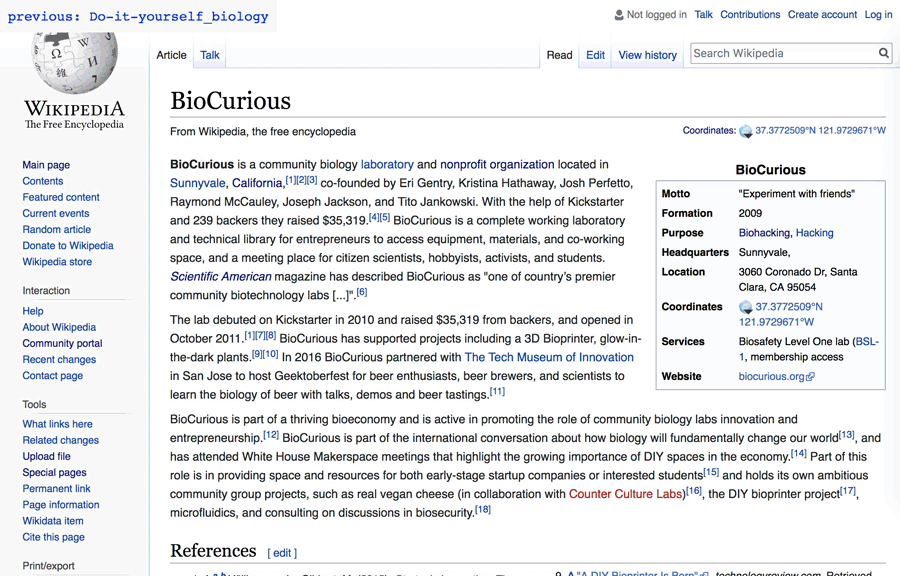 previous: Do-it-yourself_biology
Not logged in Talk Contributions Create account Log in
Article Talk
Read Edit View history
Search Wikipedia
WIKIPEDIA
The Free Encyclopedia
BioCurious
From Wikipedia, the free encyclopedia
Coordinates: 37.3772509°N 121.9729671°W
Main page
Contents
Featured content
Current events
Random article
Donate to Wikipedia
Wikipedia store
Interaction
Help
About Wikipedia
Community portal
Recent changes
Contact page
Tools
What links here
Related changes
Upload file
Special pages
Permanent link
Page information
Wikidata item
Cite this page
Print/export
BioCurious is a community biology laboratory and nonprofit organization located in
Sunnyvale, California,[1][2][3] co-founded by Eri Gentry, Kristina Hathaway, Josh Perfetto,
Raymond McCauley, Joseph Jackson, and Tito Jankowski. With the help of Kickstarter
and 239 backers they raised $35,319.[4][5] BioCurious is a complete working laboratory
and technical library for entrepreneurs to access equipment, materials, and co-working
space, and a meeting place for citizen scientists, hobbyists, activists, and students.
Scientific American magazine has described BioCurious as "one of country's premier
community biotechnology labs [...]".[6]
The lab debuted on Kickstarter in 2010 and raised $35,319 from backers, and opened in
October 2011.[1][7][8] BioCurious has supported projects including a 3D Bioprinter, glow-in-
the-dark plants.[9][10] In 2016 BioCurious partnered with The Tech Museum of Innovation
in San Jose to host Geektoberfest for beer enthusiasts, beer brewers, and scientists to
learn the biology of beer with talks, demos and beer tastings.[11]
BioCurious
Motto "Experiment with friends"
Formation 2009
Purpose Biohacking, Hacking
Headquarters Sunnyvale,
Location 3060 Coronado Dr, Santa
Clara, CA 95054
Coordinates 37.3772509°N
121.9729671°W
Services Biosafety Level One lab (BSL-
1, membership access
Website biocurious.org
BioCurious is part of a thriving bioeconomy and is active in promoting the role of community biology labs innovation and
entrepreneurship.[12] BioCurious is part of the international conversation about how biology will fundamentally change our world[13], and
has attended White House Makerspace meetings that highlight the growing importance of DIY spaces in the economy.[14] Part of this
role is in providing space and resources for both early-stage startup companies or interested students[15] and holds its own ambitious
community group projects, such as real vegan cheese (in collaboration with Counter Culture Labs)[16], the DIY bioprinter project[17],
microfluidics, and consulting on discussions in biosecurity.[18]
References [ edit ]